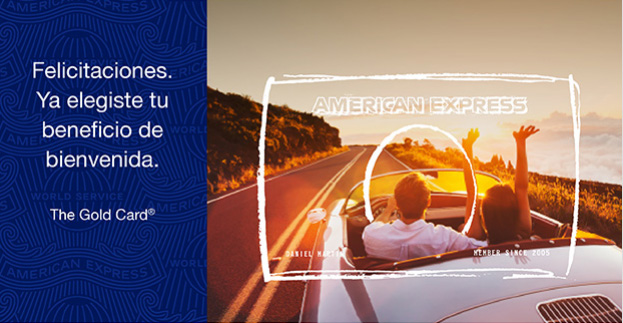 Felicitaciones.
Ya elegiste tu
beneficio de
bienvenida.
The Gold Card®
AMERICAN EXPRESS
DANIEL MARTIN MEMBER SINCE 2005